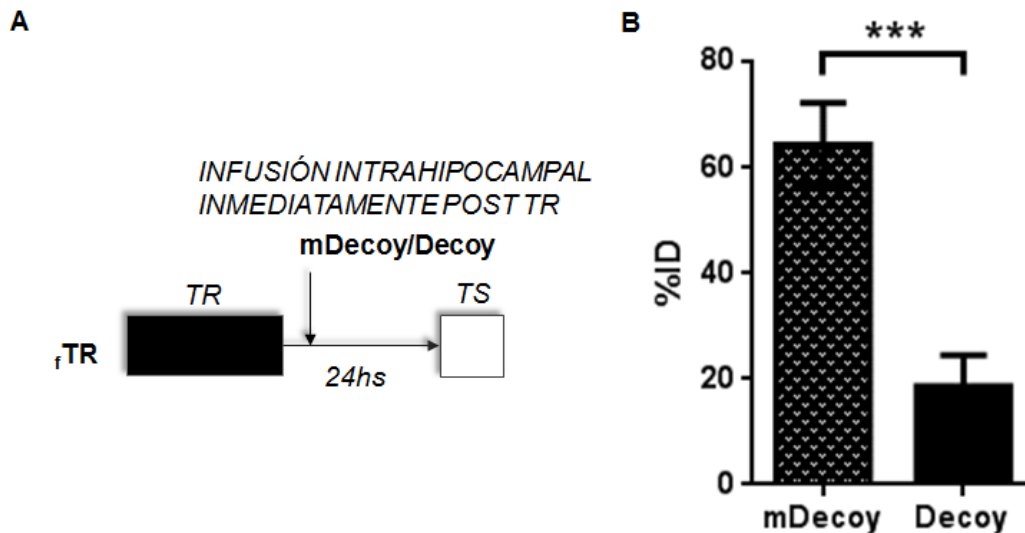 A
INFUSIÓN INTRAHIPOCAMPAL
INMEDIATAMENTE POST TR
mDecoy/Decoy
TR
TS
fTR
24hs
B
***
80
60
40
20
0
%ID
mDecoy
Decoy